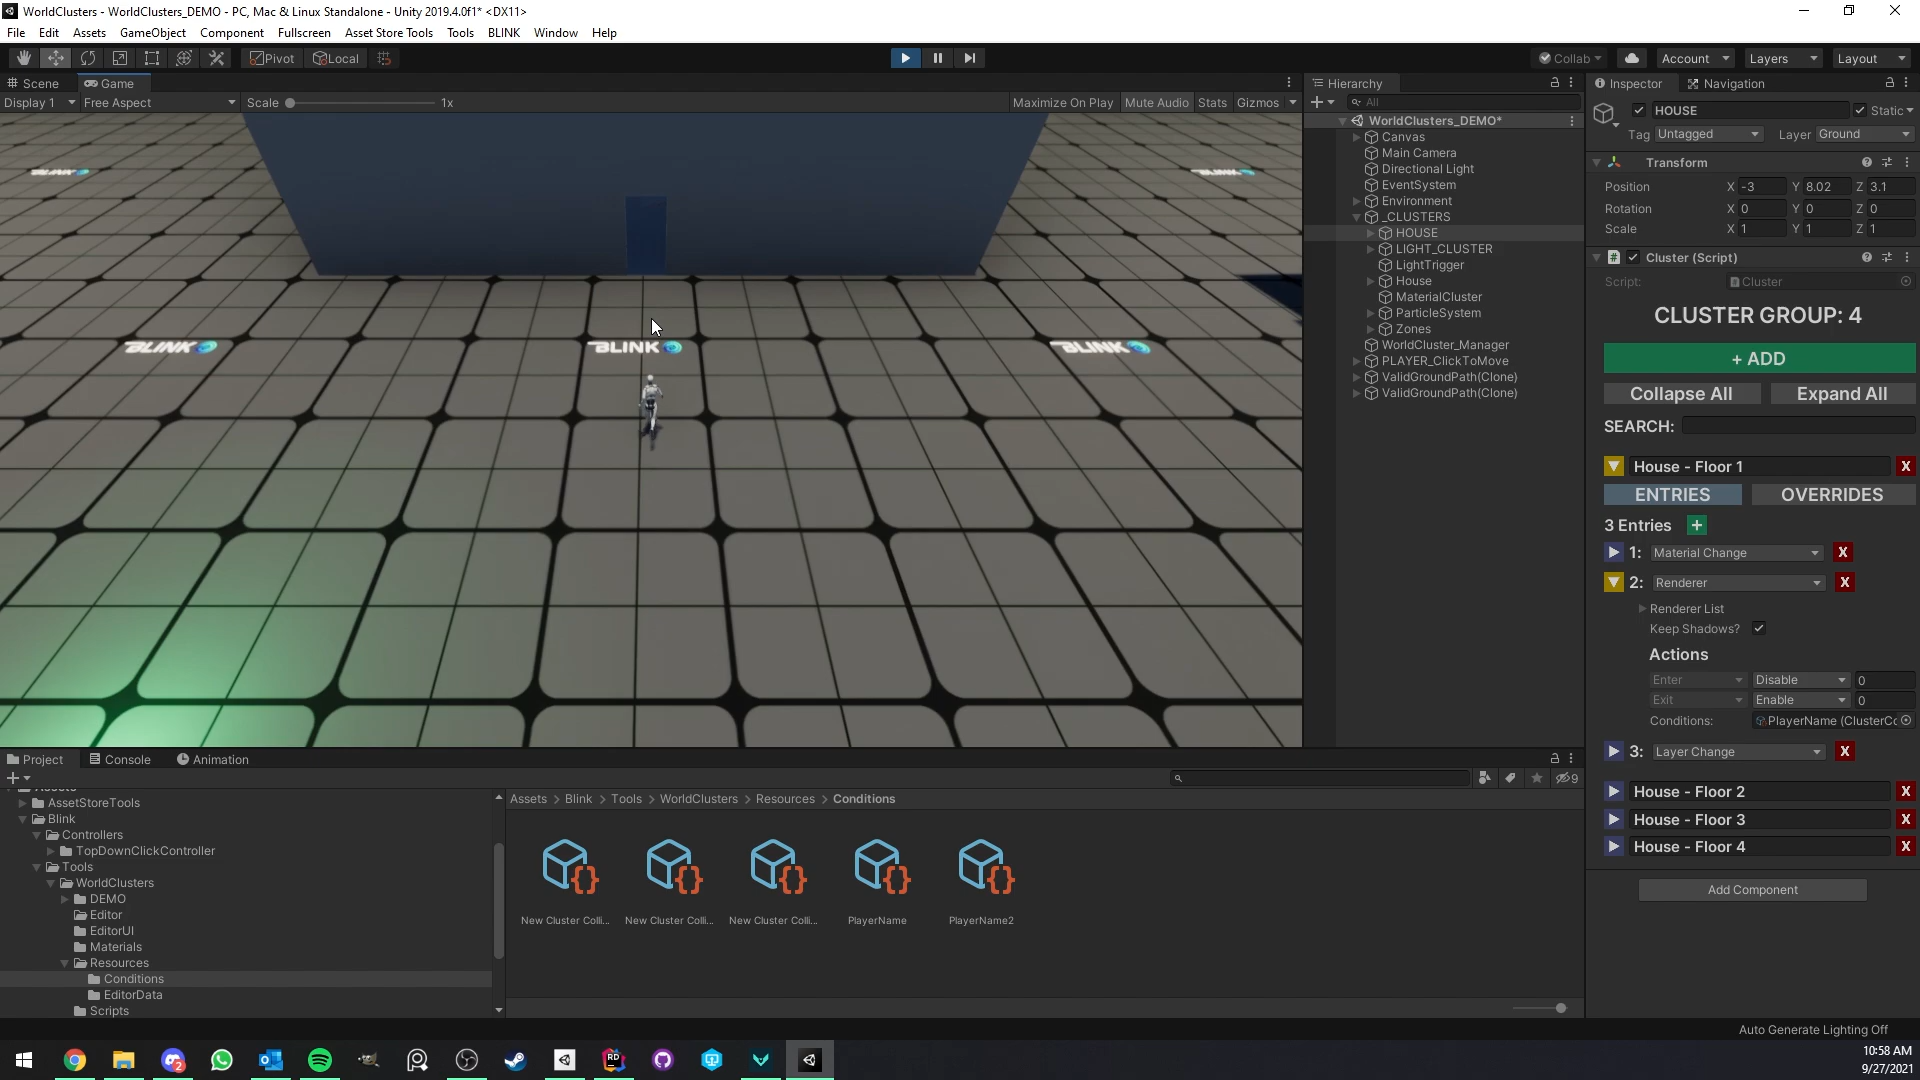 WorldClusters - WorldClusters_DEMO - PC, Mac & Linux Standalone - Unity 2019.4.0f1* <DX11>
File Edit Assets GameObject Component Fullscreen Asset Store Tools Tools BLINK Window Help
Pivot Local Collab Account Layers Layout
Scene Game
Display 1 Free Aspect Scale 1x Maximize On Play Mute Audio Stats Gizmos
BLINK
BLINK
BLINK
BLINK
BLINK
Hierarchy
All
WorldClusters_DEMO*
Canvas
Main Camera
Directional Light
EventSystem
Environment
_CLUSTERS
HOUSE
LIGHT_CLUSTER
LightTrigger
House
MaterialCluster
ParticleSystem
Zones
WorldCluster_Manager
PLAYER_ClickToMove
ValidGroundPath(Clone)
ValidGroundPath(Clone)
Inspector Navigation
HOUSE Static
Tag Untagged Layer Ground
Transform
Position X -3 Y 8.02 Z 3.1
Rotation X 0 Y 0 Z 0
Scale X 1 Y 1 Z 1
Cluster (Script)
Script: Cluster
CLUSTER GROUP: 4
+ ADD
Collapse All Expand All
SEARCH:
House - Floor 1 X
ENTRIES OVERRIDES
3 Entries +
1: Material Change X
2: Renderer X
Renderer List
Keep Shadows?
Actions
Enter Disable 0
Exit Enable 0
Conditions: PlayerName (ClusterCc
3: Layer Change X
House - Floor 2 X
House - Floor 3 X
House - Floor 4 X
Add Component
Project Console Animation
9
Assets
AssetStoreTools
Blink
Controllers
TopDownClickController
Tools
WorldClusters
DEMO
Editor
EditorUI
Materials
Resources
Conditions
EditorData
Scripts
Assets > Blink > Tools > WorldClusters > Resources > Conditions
New Cluster Colli... New Cluster Colli... New Cluster Colli... PlayerName PlayerName2
Auto Generate Lighting Off
2
RD
10:58 AM
9/27/2021